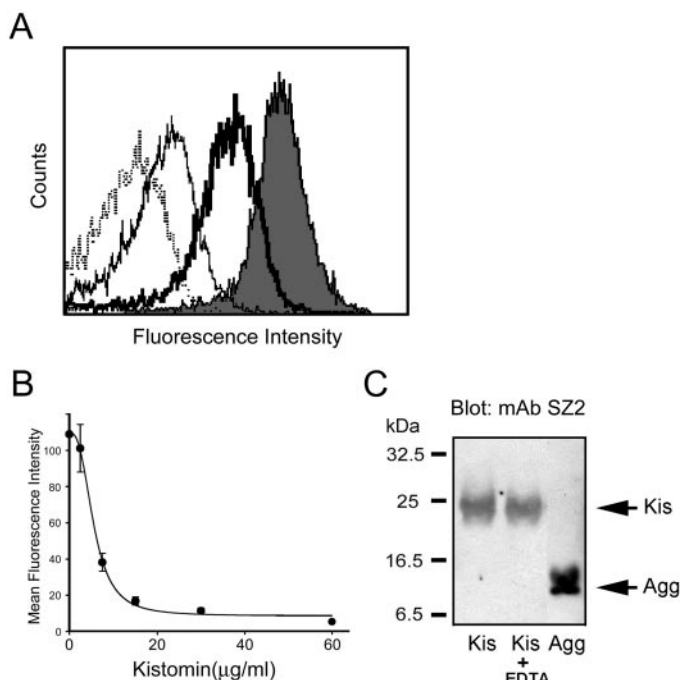 A
Counts
Fluorescence Intensity
B
Mean Fluorescence Intensity
100
80
60
40
20
0
0 20 40 60
Kistomin(μg/ml)
C
Blot: mAb SZ2
kDa
32.5
25
16.5
6.5
Kis
Agg
Kis Kis Agg
+
EDTA